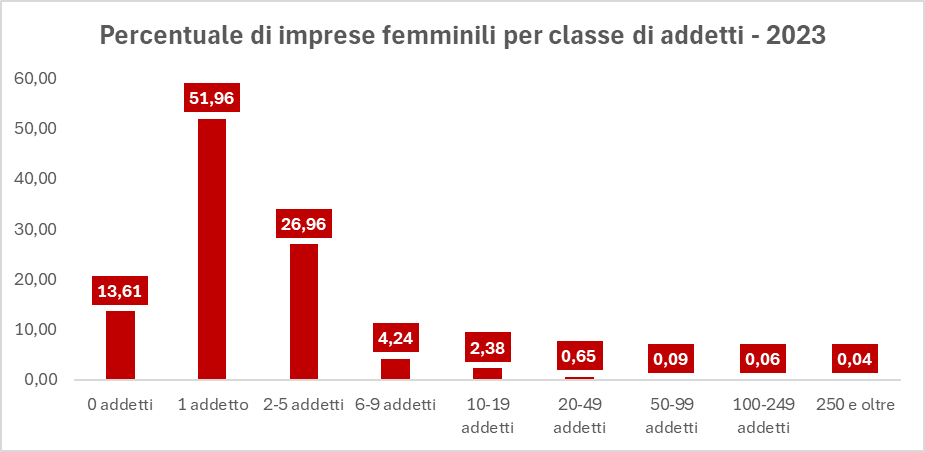 Percentuale di imprese femminili per classe di addetti - 2023
60,00
50,00
40,00
30,00
20,00
10,00
0,00
13,61
51,96
26,96
4,24
2,38
0,65
0,09
0,06
0,04
0 addetti
1 addetto
2-5 addetti
6-9 addetti
10-19
addetti
20-49
addetti
50-99
addetti
100-249
addetti
250 e oltre